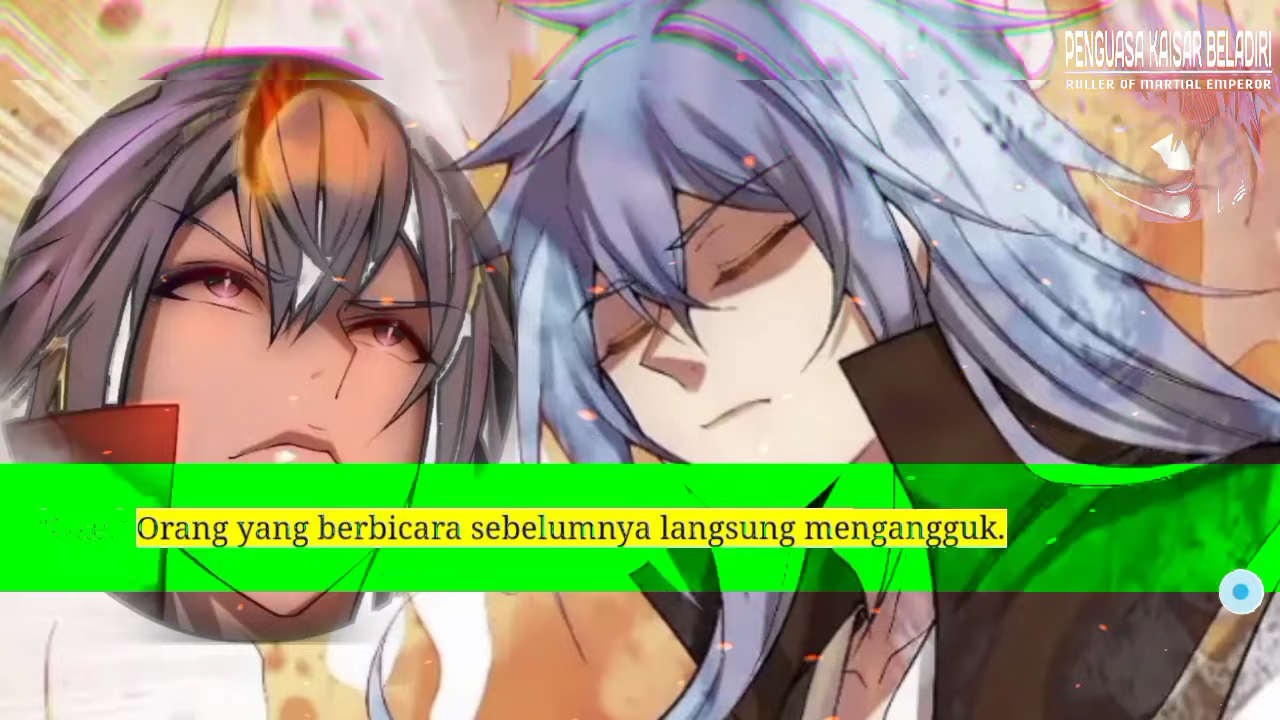 PENGUASA KAISAR BELADIRI
RULLER OF MARTIAL EMPEROR
Orang yang berbicara sebelumnya langsung mengangguk.